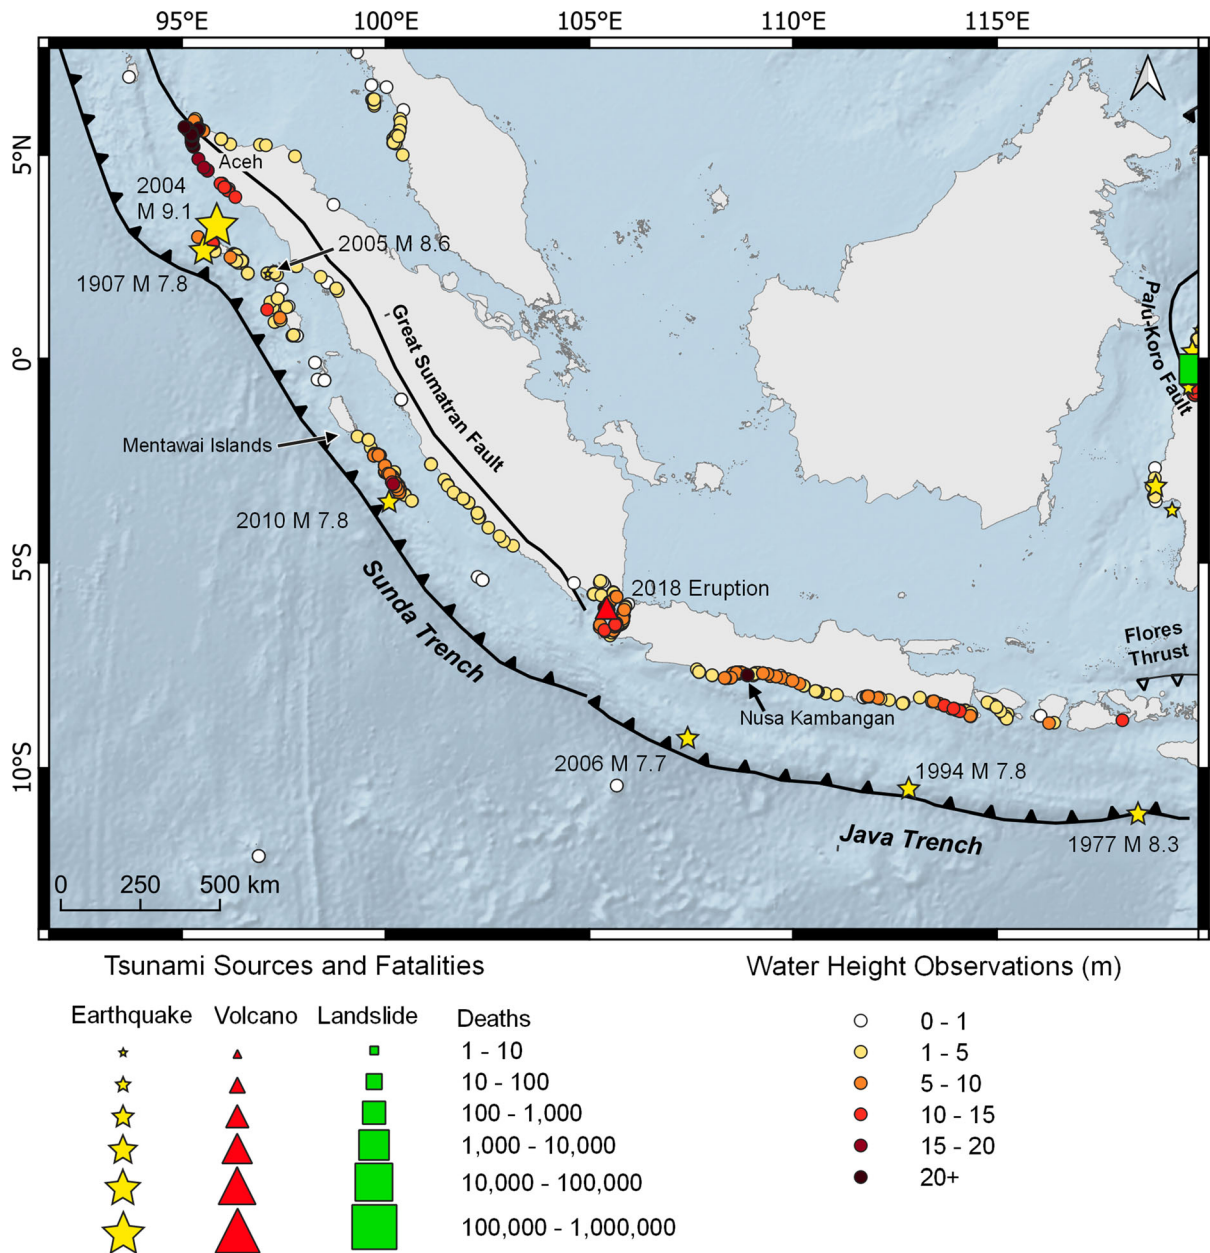 95°E 100°E 105°E 110°E 115°E
5°N
0°
5°S
10°S
Aceh
2004
M 9.1
2005 M 8.6
1907 M 7.8
Great Sumatran Fault
Palu-Koro Fault
Mentawai Islands
2010 M 7.8
Sunda Trench
2018 Eruption
Flores
Thrust
Nusa Kambangan
2006 M 7.7
1994 M 7.8
Java Trench
1977 M 8.3
0 250 500 km
Tsunami Sources and Fatalities
Earthquake Volcano Landslide Deaths
1 - 10
10 - 100
100 - 1,000
1,000 - 10,000
10,000 - 100,000
100,000 - 1,000,000
Water Height Observations (m)
0 - 1
1 - 5
5 - 10
10 - 15
15 - 20
20+